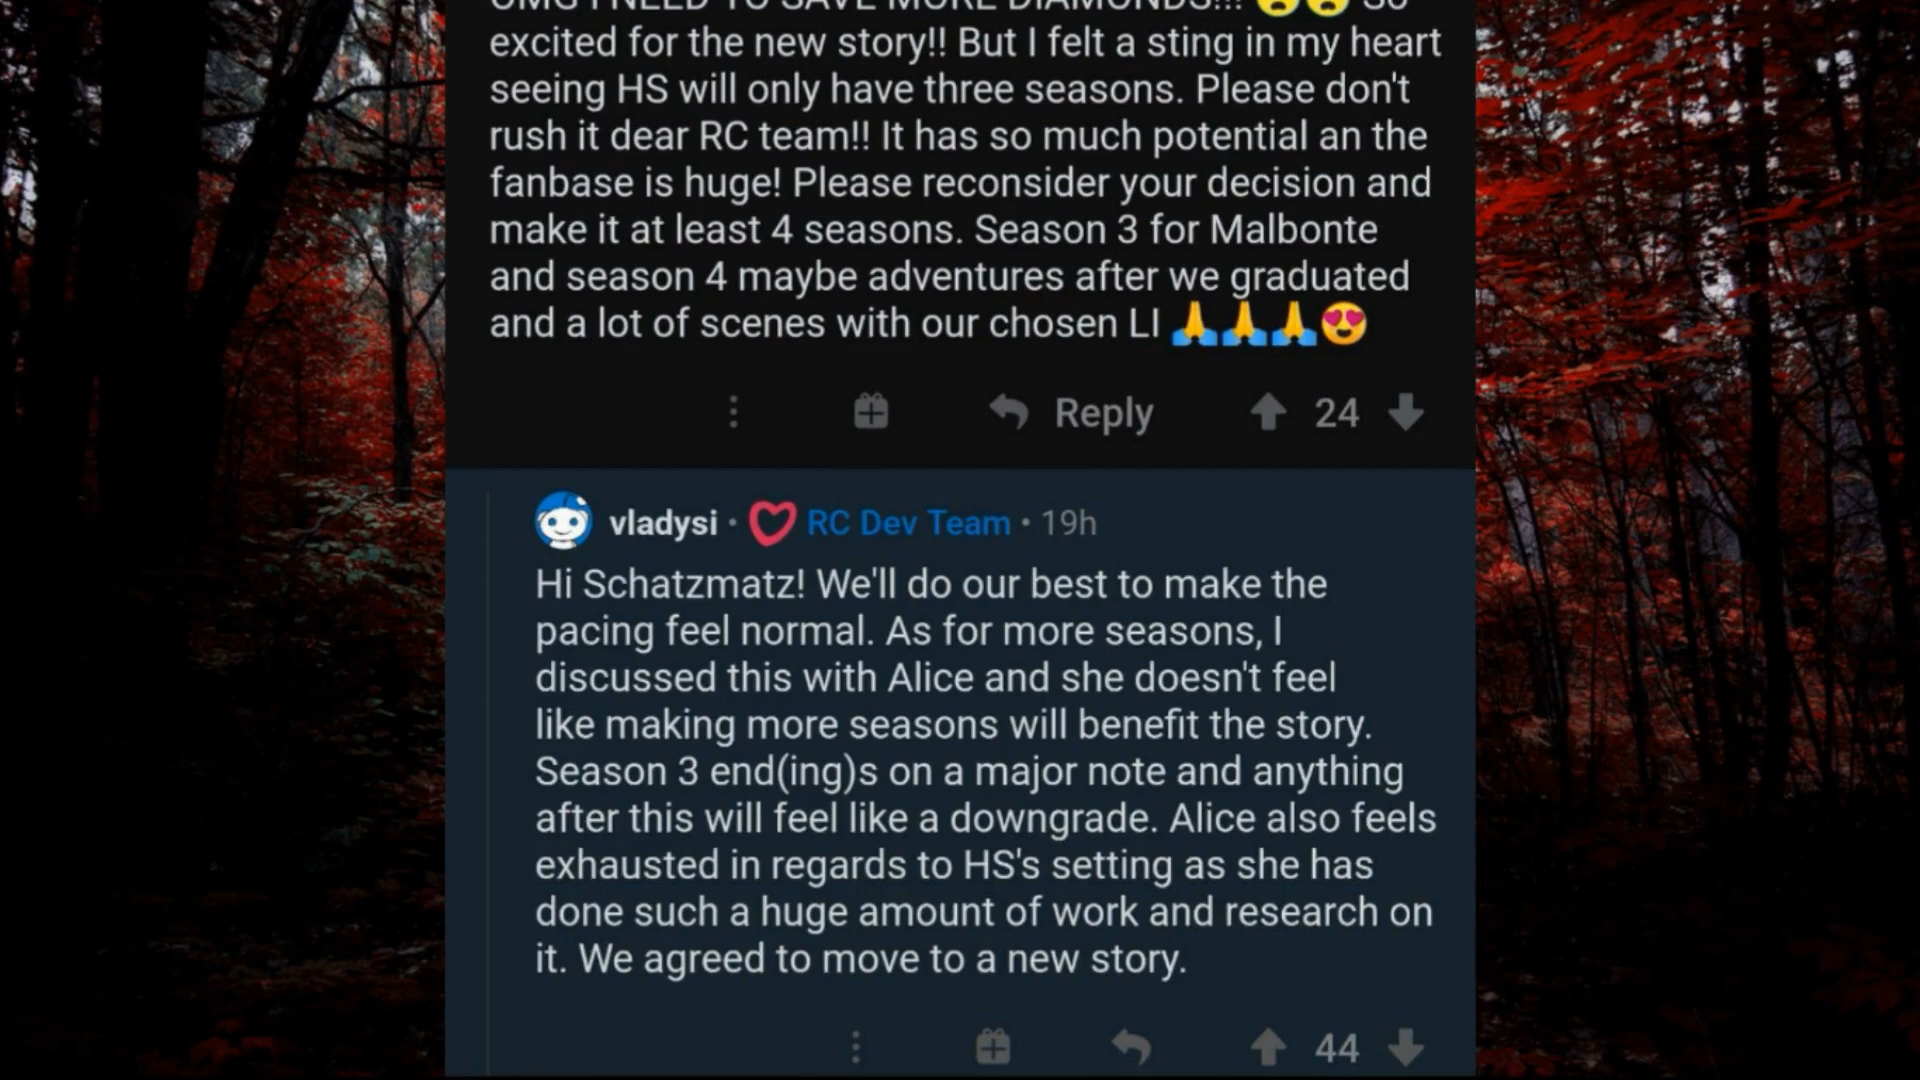 OMG I NEED TO SAVE MORE DIAMONDS!!! 😲😲 So
excited for the new story!! But I felt a sting in my heart
seeing HS will only have three seasons. Please don't
rush it dear RC team!! It has so much potential an the
fanbase is huge! Please reconsider your decision and
make it at least 4 seasons. Season 3 for Malbonte
and season 4 maybe adventures after we graduated
and a lot of scenes with our chosen LI 🙏🙏🙏😍
Reply 24
vladysi • RC Dev Team • 19h
Hi Schatzmatz! We'll do our best to make the
pacing feel normal. As for more seasons, I
discussed this with Alice and she doesn't feel
like making more seasons will benefit the story.
Season 3 end(ing)s on a major note and anything
after this will feel like a downgrade. Alice also feels
exhausted in regards to HS's setting as she has
done such a huge amount of work and research on
it. We agreed to move to a new story.
44